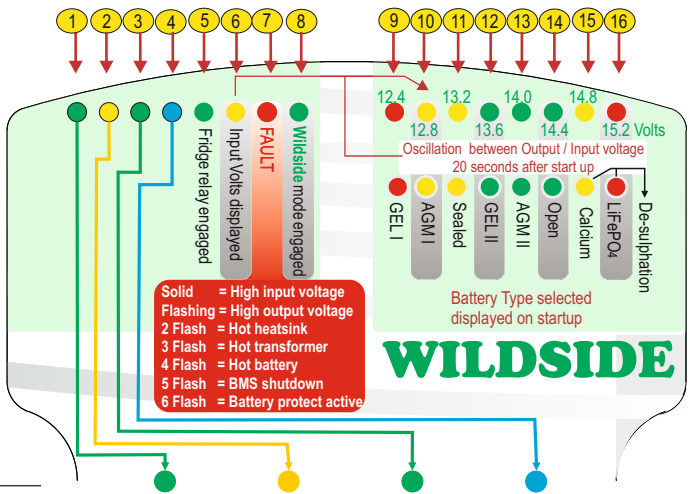 1 2 3 4 5 6 7 8 9 10 11 12 13 14 15 16
12.4 13.2 14.0 14.8
12.8 13.6 14.4 15.2 Volts
Fridge relay engaged
Input Volts displayed
FAULT
Wildside mode engaged
Oscillation between Output / Input voltage
20 seconds after start up
GEL I
AGM I
Sealed
GEL II
AGM II
Open
Calcium
LiFePO4
De-sulphation
Solid = High input voltage
Flashing = High output voltage
2 Flash = Hot heatsink
3 Flash = Hot transformer
4 Flash = Hot battery
5 Flash = BMS shutdown
6 Flash = Battery protect active
Battery Type selected
displayed on startup
WILDSIDE